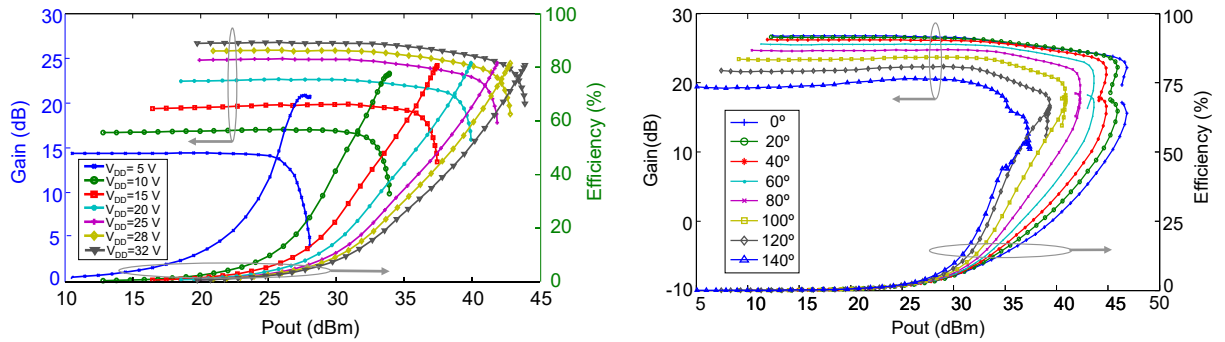 30
25
20
15
10
5
0
Gain (dB)
100
80
60
40
20
0
Efficiency (%)
V_DD= 5 V
V_DD=10 V
V_DD=15 V
V_DD=20 V
V_DD=25 V
V_DD=28 V
V_DD=32 V
10 15 20 25 30 35 40 45
Pout (dBm)
30
20
10
0
-10
Gain (dB)
100
75
50
25
0
Efficiency (%)
0º
20º
40º
60º
80º
100º
120º
140º
5 10 15 20 25 30 35 40 45 50
Pout (dBm)